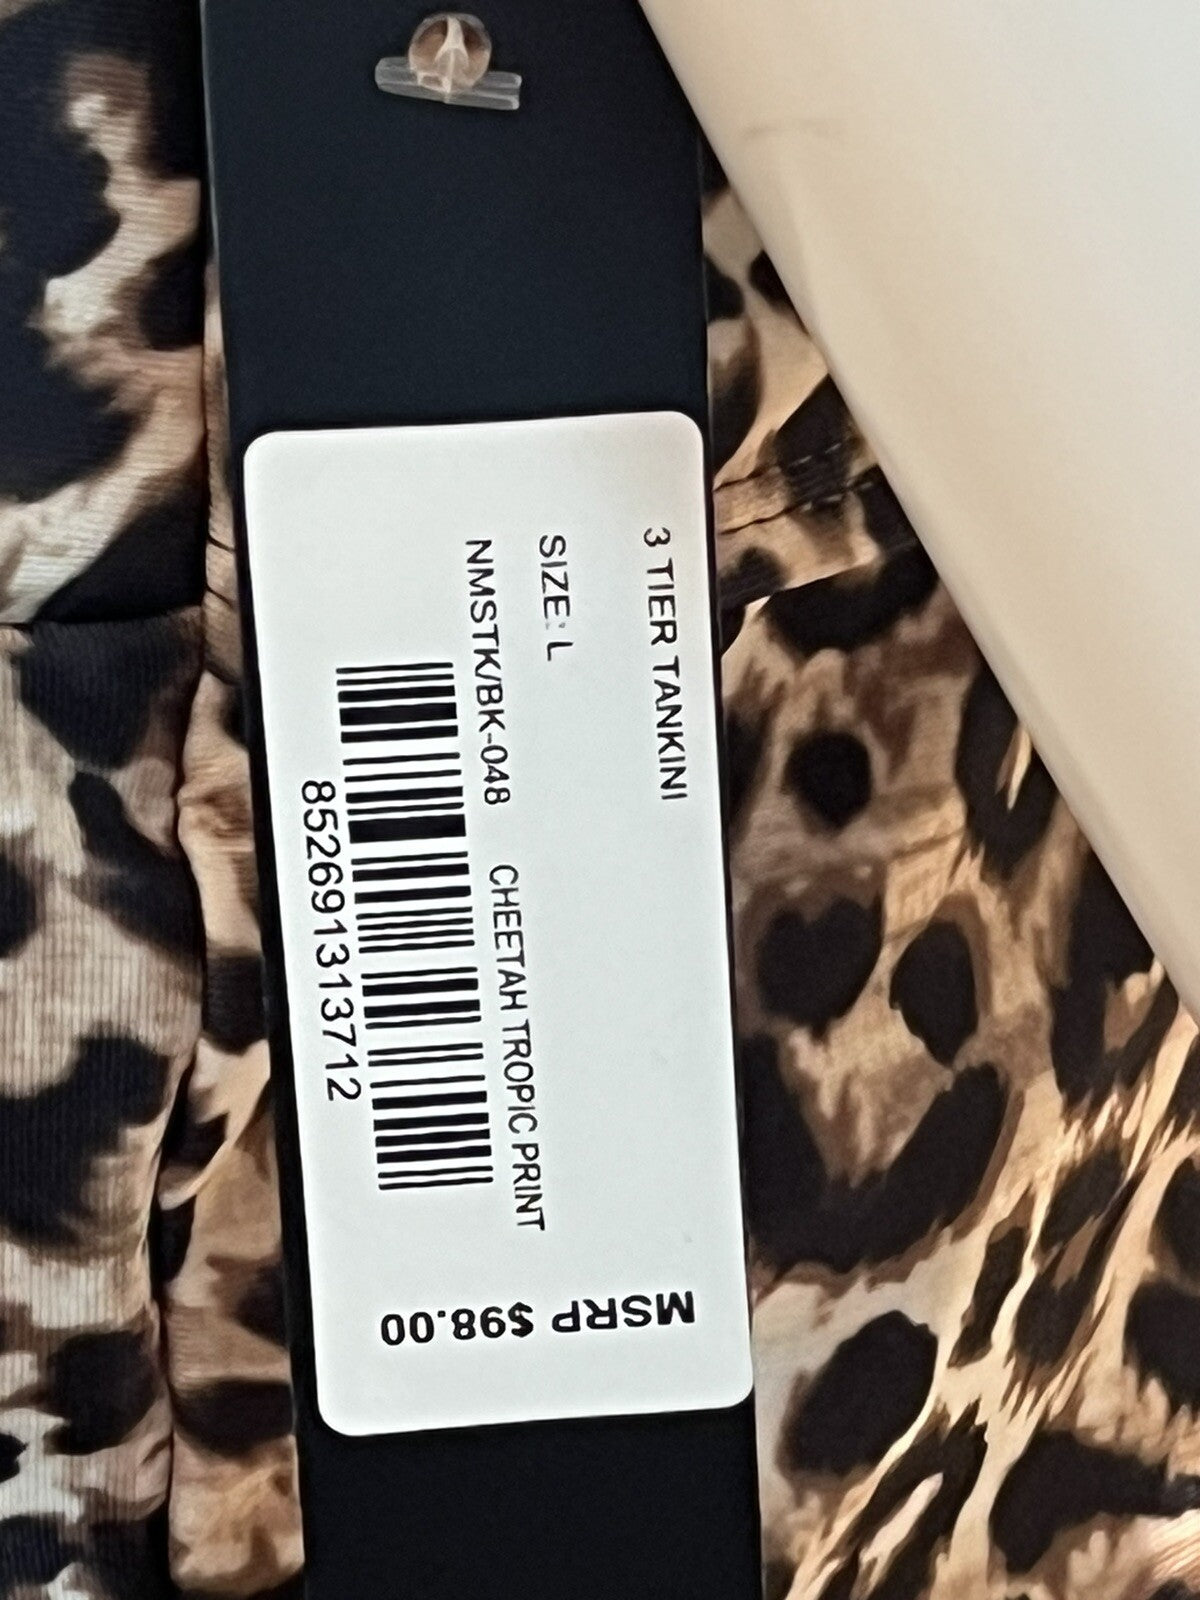 3 TIER TANKINI
SIZE: L
NMSTK/BK-048 CHEETAH TROPIC PRINT
852691313712
MSRP $98.00